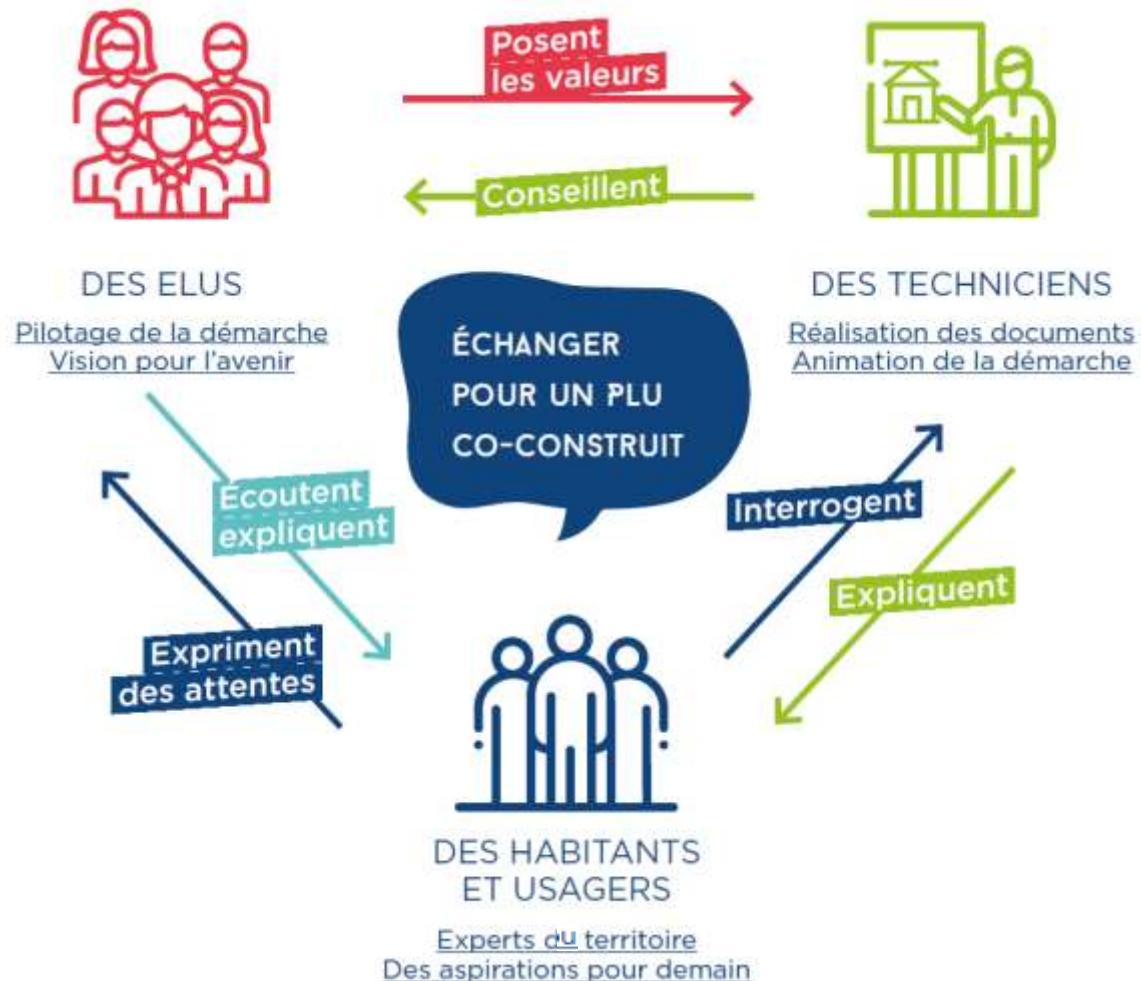 Posent
les valeurs
Conseillent
DES ELUS
Pilotage de la démarche
Vision pour l'avenir
DES TECHNICIENS
Réalisation des documents
Animation de la démarche
ÉCHANGER
POUR UN PLU
CO-CONSTRUIT
Ecoutent
expliquent
Interrogent
Expliquent
Expriment
des attentes
DES HABITANTS
ET USAGERS
Experts du territoire
Des aspirations pour demain